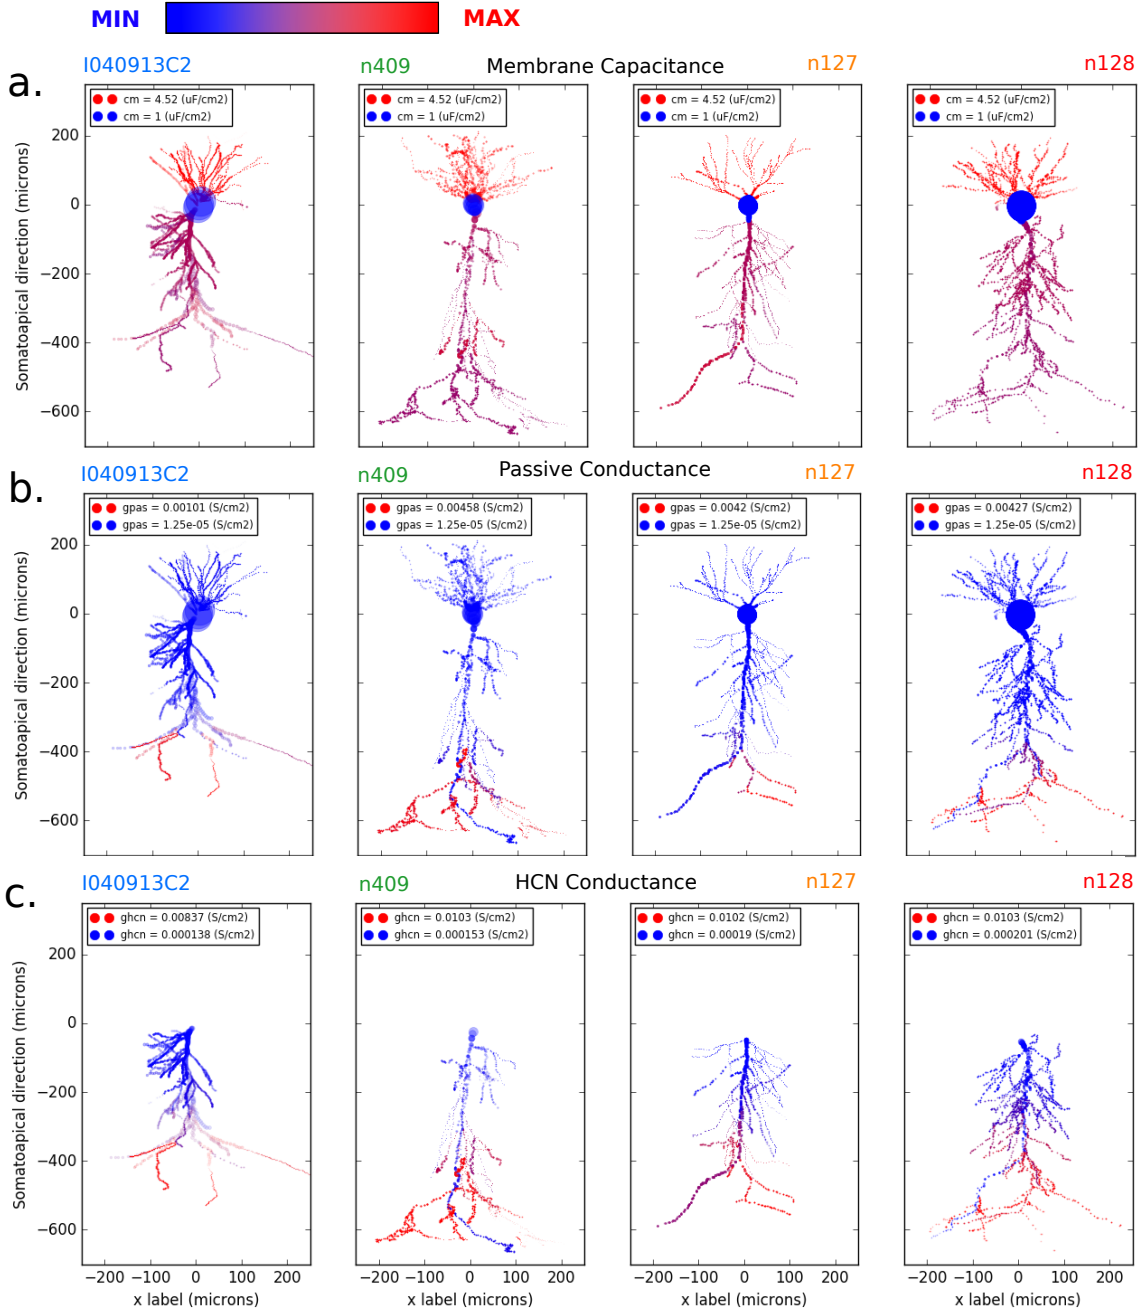 MIN MAX
a.
l040913C2 n409 Membrane Capacitance n127 n128
cm = 4.52 (uF/cm2) cm = 4.52 (uF/cm2) cm = 4.52 (uF/cm2) cm = 4.52 (uF/cm2)
cm = 1 (uF/cm2) cm = 1 (uF/cm2) cm = 1 (uF/cm2) cm = 1 (uF/cm2)
Somatoapical direction (microns)
200
0
−200
−400
−600
b.
l040913C2 n409 Passive Conductance n127 n128
gpas = 0.00101 (S/cm2) gpas = 0.00458 (S/cm2) gpas = 0.0042 (S/cm2) gpas = 0.00427 (S/cm2)
gpas = 1.25e-05 (S/cm2) gpas = 1.25e-05 (S/cm2) gpas = 1.25e-05 (S/cm2) gpas = 1.25e-05 (S/cm2)
Somatoapical direction (microns)
200
0
−200
−400
−600
c.
l040913C2 n409 HCN Conductance n127 n128
ghcn = 0.00837 (S/cm2) ghcn = 0.0103 (S/cm2) ghcn = 0.0102 (S/cm2) ghcn = 0.0103 (S/cm2)
ghcn = 0.000138 (S/cm2) ghcn = 0.000153 (S/cm2) ghcn = 0.00019 (S/cm2) ghcn = 0.000201 (S/cm2)
Somatoapical direction (microns)
200
0
−200
−400
−600
−200 −100 0 100 200 −200 −100 0 100 200 −200 −100 0 100 200 −200 −100 0 100 200
x label (microns) x label (microns) x label (microns) x label (microns)